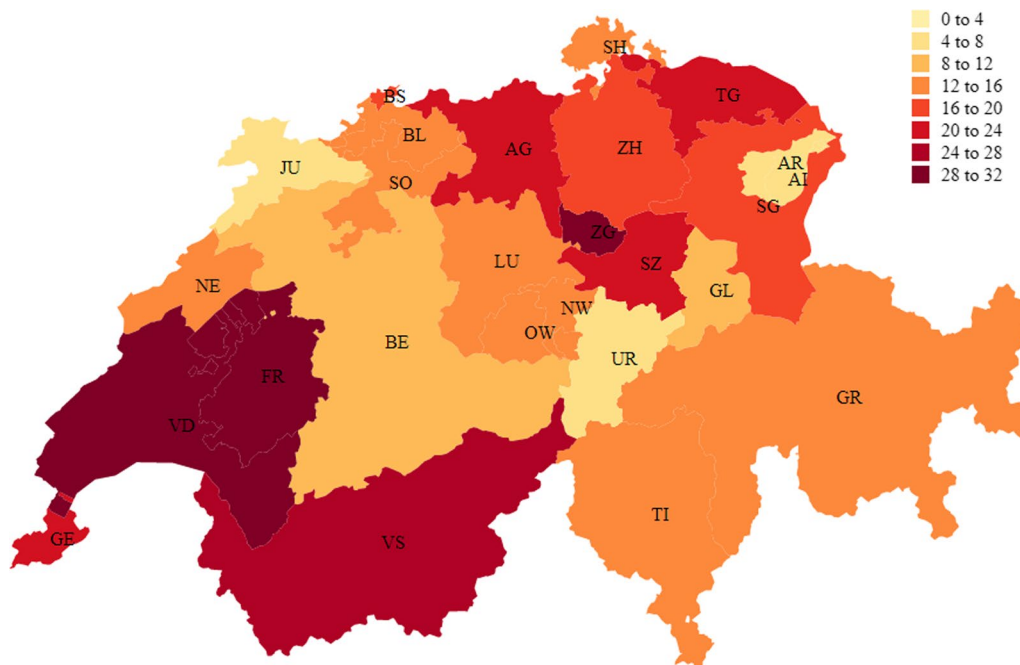 0 to 4
4 to 8
8 to 12
12 to 16
16 to 20
20 to 24
24 to 28
28 to 32
SH
BS
TG
BL
AG
ZH
JU
AR
AI
SO
SG
ZG
LU
SZ
NE
GL
NW
OW
BE
UR
FR
GR
VD
TI
GE
VS